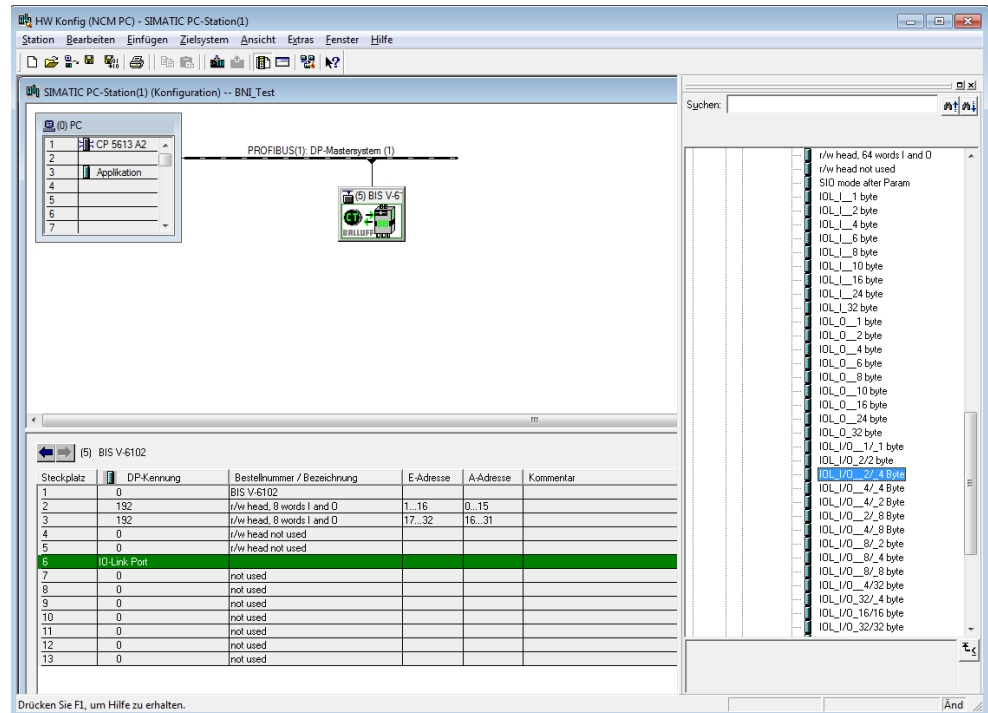 HW Konfig (NCM PC) - SIMATIC PC-Station(1)
Station Bearbeiten Einfügen Zielsystem Ansicht Extras Fenster Hilfe
SIMATIC PC-Station(1) (Konfiguration) -- BNI_Test
Suchen:
(0) PC
1 CP 5613 A2
2
3 Applikation
4
5
6
7
PROFIBUS(1): DP-Mastersystem (1)
(5) BIS V-6
BALLUFF
r/w head, 64 words I and O
r/w head not used
SIO mode after Param
IOL_I__1 byte
IOL_I__2 byte
IOL_I__4 byte
IOL_I__6 byte
IOL_I__8 byte
IOL_I__10 byte
IOL_I__16 byte
IOL_I__24 byte
IOL_I_32 byte
IOL_O__1 byte
IOL_O__2 byte
IOL_O__4 byte
IOL_O__6 byte
IOL_O__8 byte
IOL_O__10 byte
IOL_O__16 byte
IOL_O__24 byte
IOL_O_32 byte
IOL_I/O__1/_1 byte
IOL_I/O_2/2 byte
IOL_I/O__2/_4 Byte
IOL_I/O__4/_4 Byte
IOL_I/O__4/_2 Byte
IOL_I/O__2/_8 Byte
IOL_I/O__4/_8 Byte
IOL_I/O__8/_2 byte
IOL_I/O__8/_4 byte
IOL_I/O__8/_8 byte
IOL_I/O__4/32 byte
IOL_I/O_32/_4 byte
IOL_I/O_16/16 byte
IOL_I/O_32/32 byte
(5) BIS V-6102
Steckplatz DP-Kennung Bestellnummer / Bezeichnung E-Adresse A-Adresse Kommentar
1 0 BIS V-6102
2 192 r/w head, 8 words I and O 1...16 0...15
3 192 r/w head, 8 words I and O 17...32 16...31
4 0 r/w head not used
5 0 r/w head not used
6 IO-Link Port
7 0 not used
8 0 not used
9 0 not used
10 0 not used
11 0 not used
12 0 not used
13 0 not used
Drücken Sie F1, um Hilfe zu erhalten.
Änd